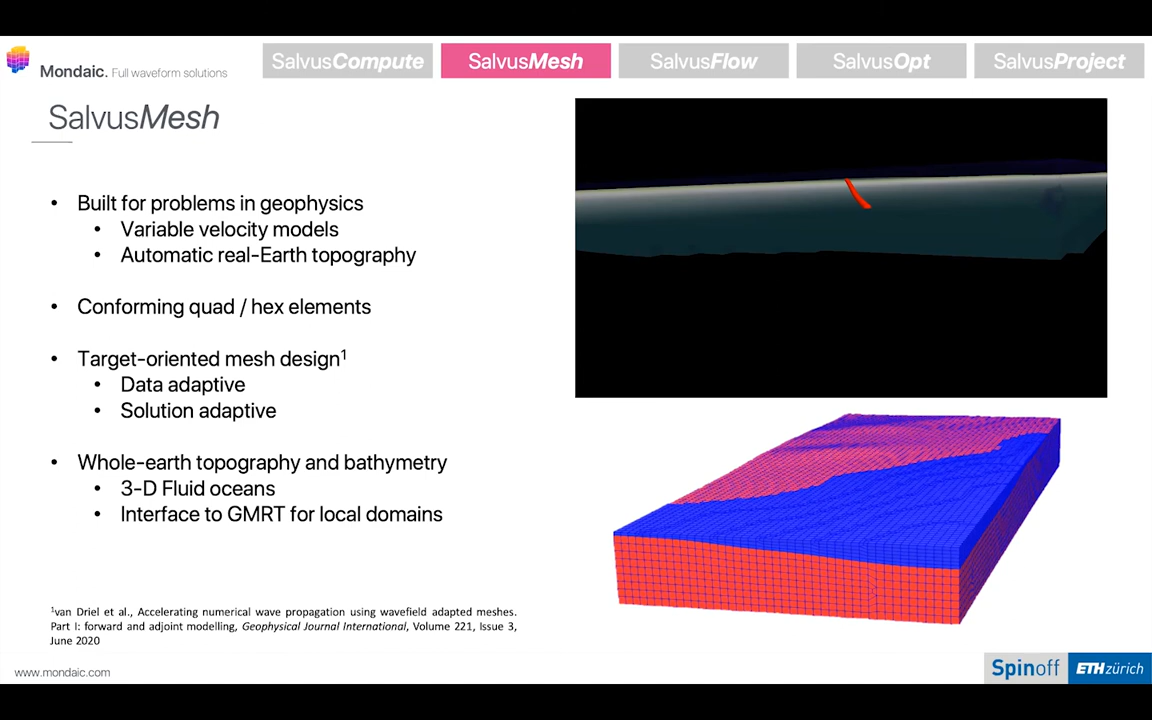 Mondaic. Full waveform solutions
SalvusCompute
SalvusMesh
SalvusFlow
SalvusOpt
SalvusProject
SalvusMesh
• Built for problems in geophysics
• Variable velocity models
• Automatic real-Earth topography
• Conforming quad / hex elements
• Target-oriented mesh design¹
• Data adaptive
• Solution adaptive
• Whole-earth topography and bathymetry
• 3-D Fluid oceans
• Interface to GMRT for local domains
¹van Driel et al., Accelerating numerical wave propagation using wavefield adapted meshes.
Part I: forward and adjoint modelling, Geophysical Journal International, Volume 221, Issue 3,
June 2020
www.mondaic.com
Spinoff ETHzürich